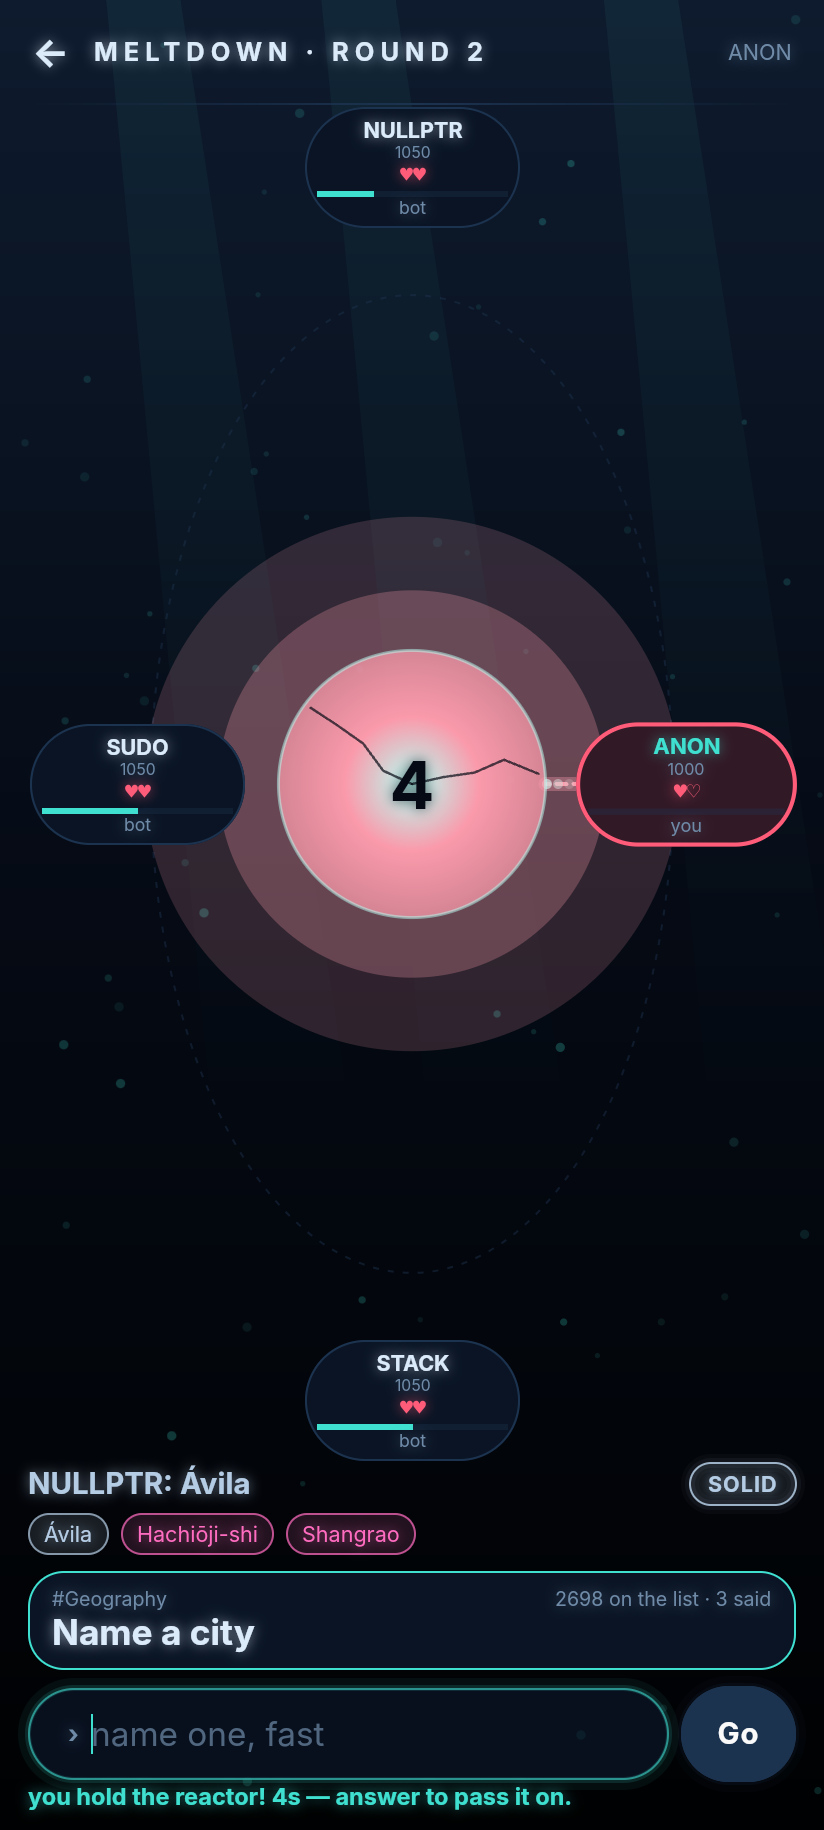 ← MELTDOWN · ROUND 2
ANON
NULLPTR
1050
♥♥
bot
SUDO
1050
♥♥
bot
4
ANON
1000
♥♡
you
STACK
1050
♥♥
bot
NULLPTR: Ávila
SOLID
Ávila
Hachiōji-shi
Shangrao
#Geography
2698 on the list · 3 said
Name a city
› name one, fast
Go
you hold the reactor! 4s — answer to pass it on.